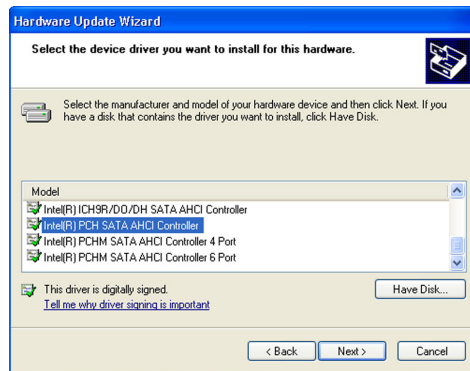 Hardware Update Wizard
Select the device driver you want to install for this hardware.
Select the manufacturer and model of your hardware device and then click Next. If you
have a disk that contains the driver you want to install, click Have Disk.
Model
Intel(R) ICH9R/DO/DH SATA AHCI Controller
Intel(R) PCH SATA AHCI Controller
Intel(R) PCHM SATA AHCI Controller 4 Port
Intel(R) PCHM SATA AHCI Controller 6 Port
This driver is digitally signed.
Have Disk...
Tell me why driver signing is important
< Back
Next >
Cancel